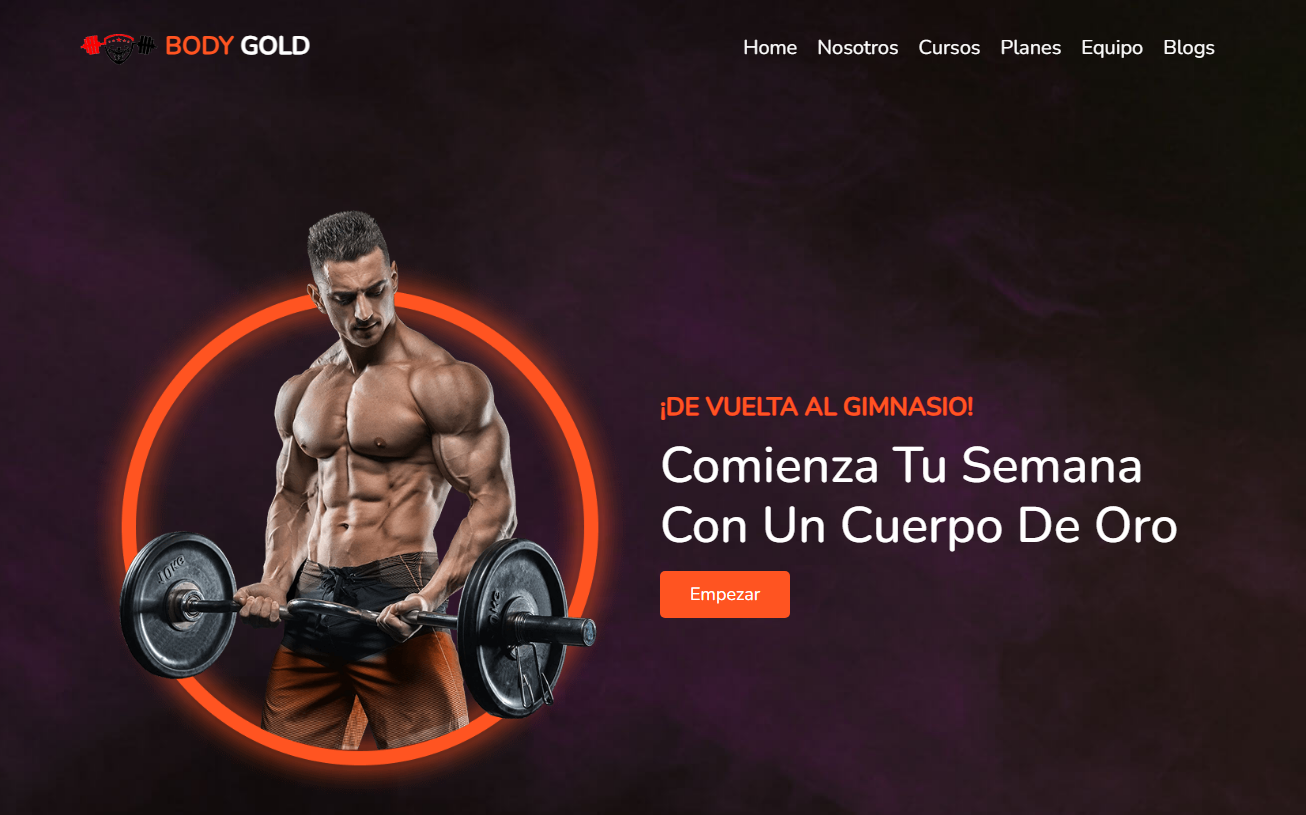 BODY GOLD
Home Nosotros Cursos Planes Equipo Blogs
¡DE VUELTA AL GIMNASIO!
Comienza Tu Semana
Con Un Cuerpo De Oro
Empezar
10KG